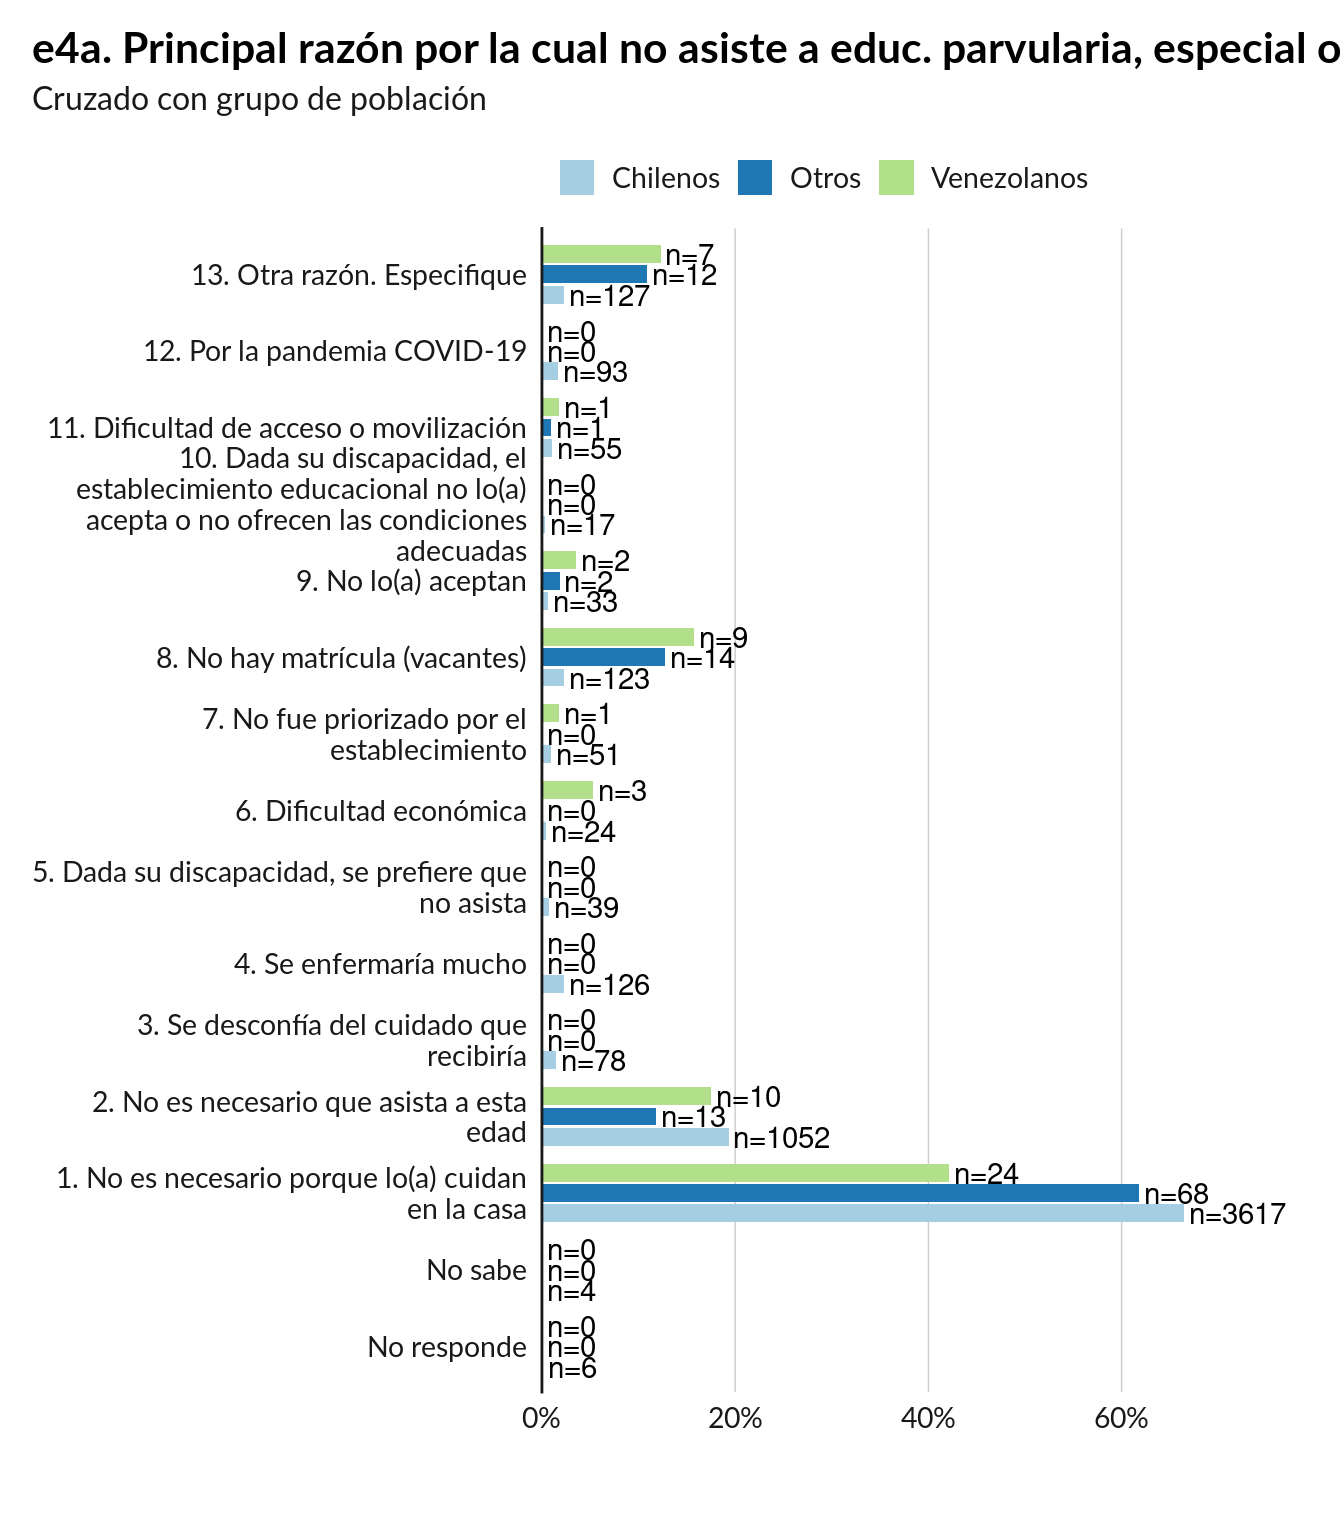 e4a. Principal razón por la cual no asiste a educ. parvularia, especial o
Cruzado con grupo de población
Chilenos Otros Venezolanos
n=7
13. Otra razón. Especifique n=12
n=127
n=0
12. Por la pandemia COVID-19 n=0
n=93
n=1
11. Dificultad de acceso o movilización n=1
n=55
10. Dada su discapacidad, el
establecimiento educacional no lo(a) n=0
n=0
acepta o no ofrecen las condiciones n=17
adecuadas
n=2
9. No lo(a) aceptan n=2
n=33
n=9
8. No hay matrícula (vacantes) n=14
n=123
7. No fue priorizado por el n=1
n=0
establecimiento n=51
n=3
6. Dificultad económica n=0
n=24
5. Dada su discapacidad, se prefiere que n=0
n=0
no asista n=39
n=0
4. Se enfermaría mucho n=0
n=126
3. Se desconfía del cuidado que n=0
n=0
recibiría n=78
2. No es necesario que asista a esta n=10
n=13
edad n=1052
1. No es necesario porque lo(a) cuidan n=24
n=68
en la casa n=3617
n=0
No sabe n=0
n=4
n=0
No responde n=0
n=6
0% 20% 40% 60%